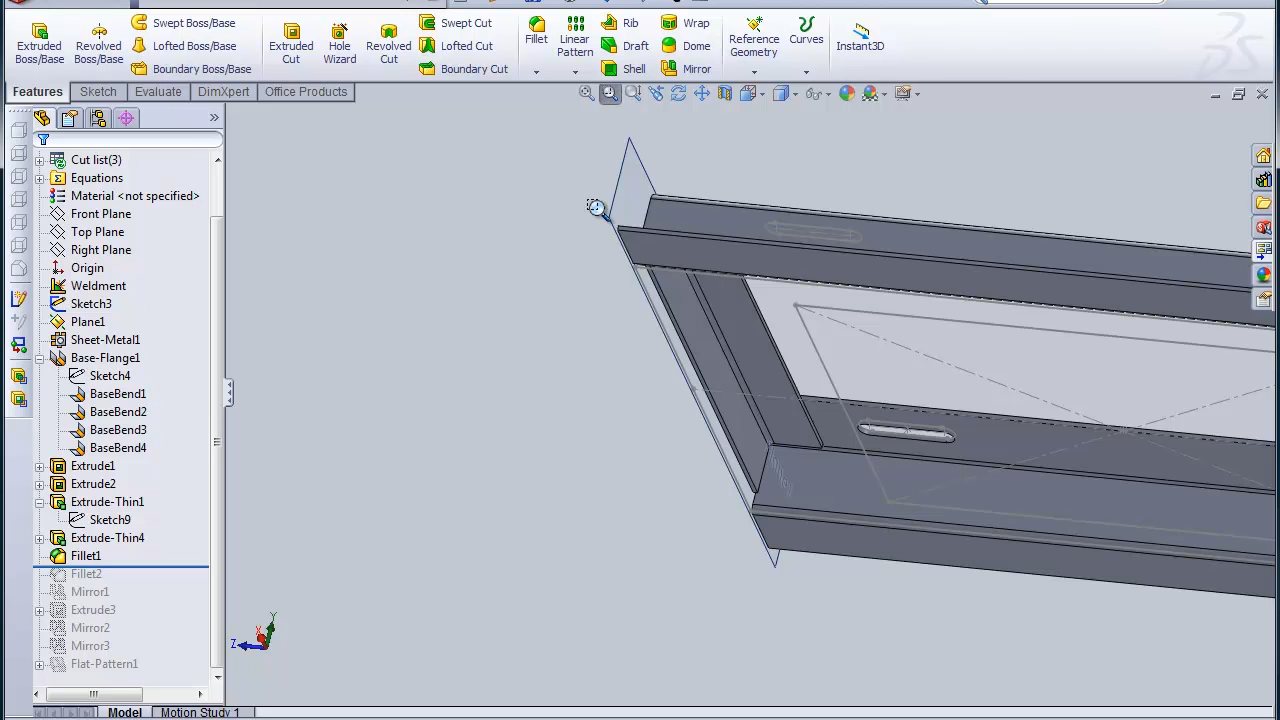 Extruded Boss/Base
Revolved Boss/Base
Swept Boss/Base
Lofted Boss/Base
Boundary Boss/Base
Extruded Cut
Hole Wizard
Revolved Cut
Swept Cut
Lofted Cut
Boundary Cut
Fillet
Linear Pattern
Rib
Draft
Shell
Wrap
Dome
Mirror
Reference Geometry
Curves
Instant3D
Features
Sketch
Evaluate
DimXpert
Office Products
Cut list(3)
Equations
Material <not specified>
Front Plane
Top Plane
Right Plane
Origin
Weldment
Sketch3
Plane1
Sheet-Metal1
Base-Flange1
Sketch4
BaseBend1
BaseBend2
BaseBend3
BaseBend4
Extrude1
Extrude2
Extrude-Thin1
Sketch9
Extrude-Thin4
Fillet1
Fillet2
Mirror1
Extrude3
Mirror2
Mirror3
Flat-Pattern1
Y
X
Z
Model
Motion Study 1